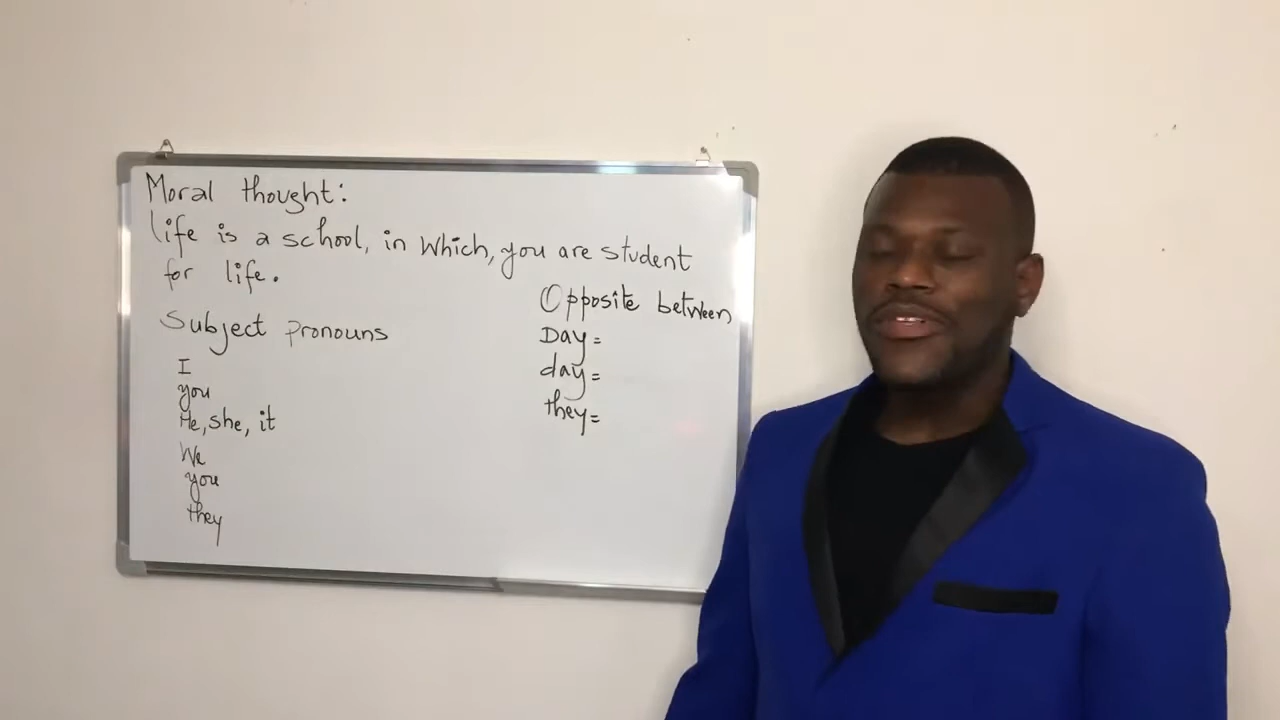 Moral thought:
life is a school, in which, you are student
for life.
Subject pronouns
I
you
He, she, it
We
you
they
Opposite between
Day =
day =
they =